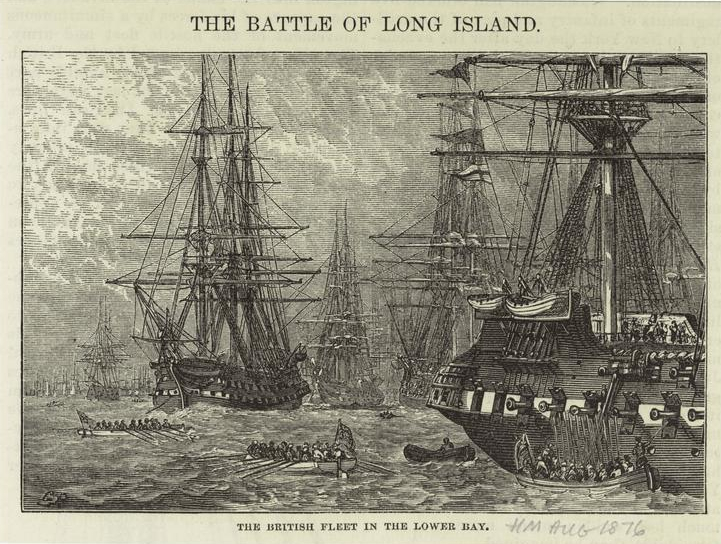 THE BATTLE OF LONG ISLAND.
THE BRITISH FLEET IN THE LOWER BAY.
HM AUG 1876